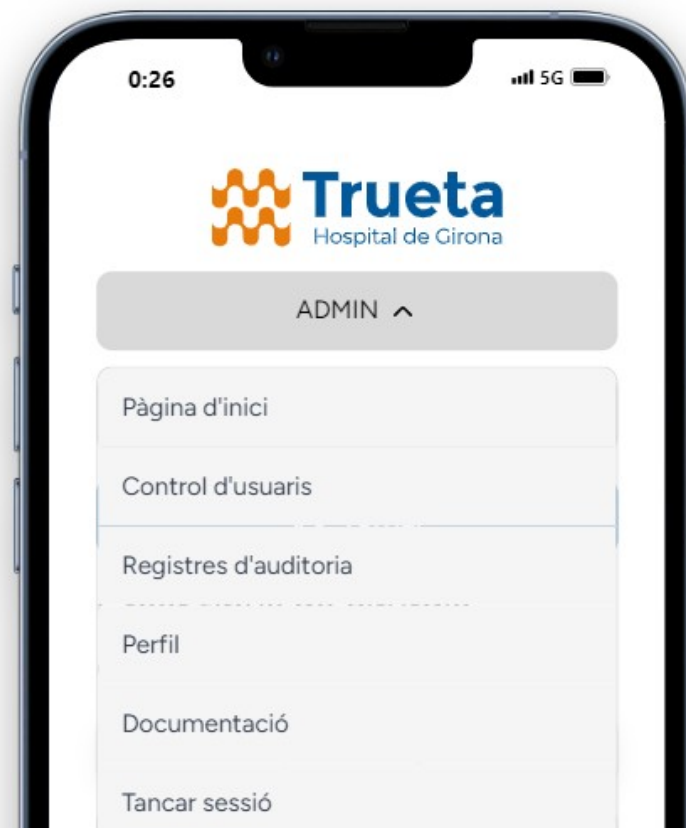 0:26
5G
Trueta
Hospital de Girona
ADMIN
Pàgina d'inici
Control d'usuaris
Registres d'auditoria
Perfil
Documentació
Tancar sessió